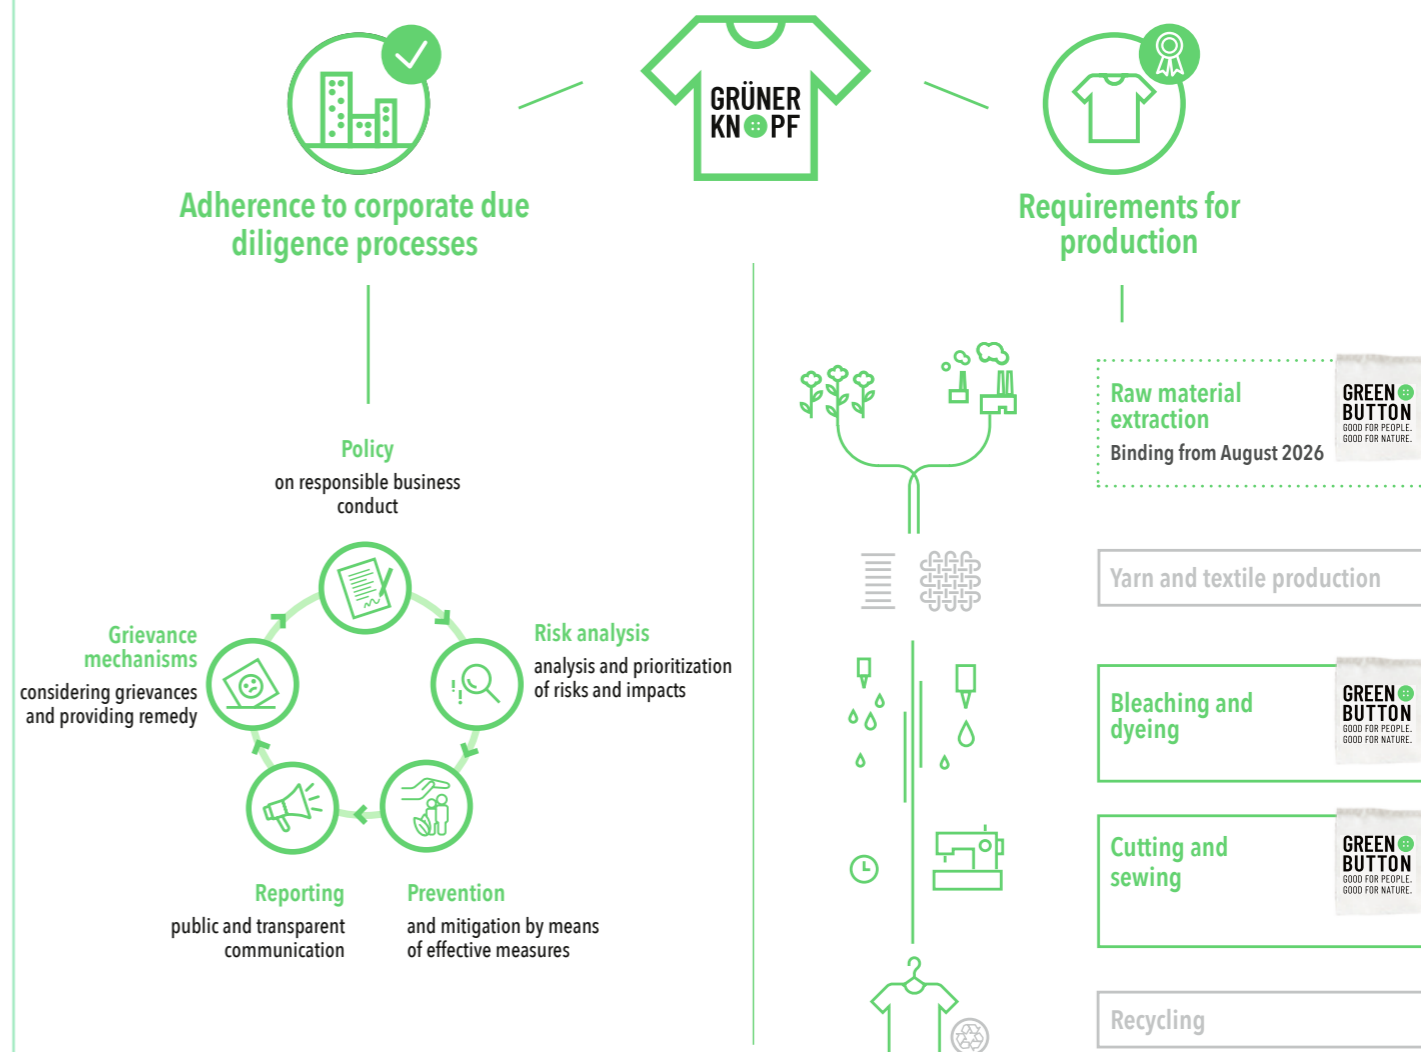 GRÜNER
KNOPF
Adherence to corporate due
diligence processes
Requirements for
production
Policy
on responsible business
conduct
Risk analysis
analysis and prioritization
of risks and impacts
Prevention
and mitigation by means
of effective measures
Reporting
public and transparent
communication
Grievance
mechanisms
considering grievances
and providing remedy
Raw material
extraction
Binding from August 2026
GREEN
BUTTON
GOOD FOR PEOPLE.
GOOD FOR NATURE.
Yarn and textile production
Bleaching and
dyeing
GREEN
BUTTON
GOOD FOR PEOPLE.
GOOD FOR NATURE.
Cutting and
sewing
GREEN
BUTTON
GOOD FOR PEOPLE.
GOOD FOR NATURE.
Recycling